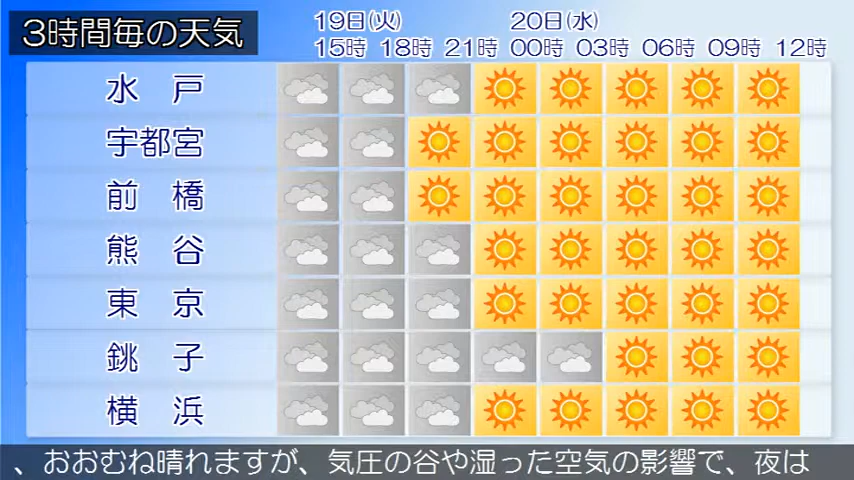 3時間毎の天気
19日(火) 20日(水)
15時 18時 21時 00時 03時 06時 09時 12時
水戸
宇都宮
前橋
熊谷
東京
銚子
横浜
、おおむね晴れますが、気圧の谷や湿った空気の影響で、夜は